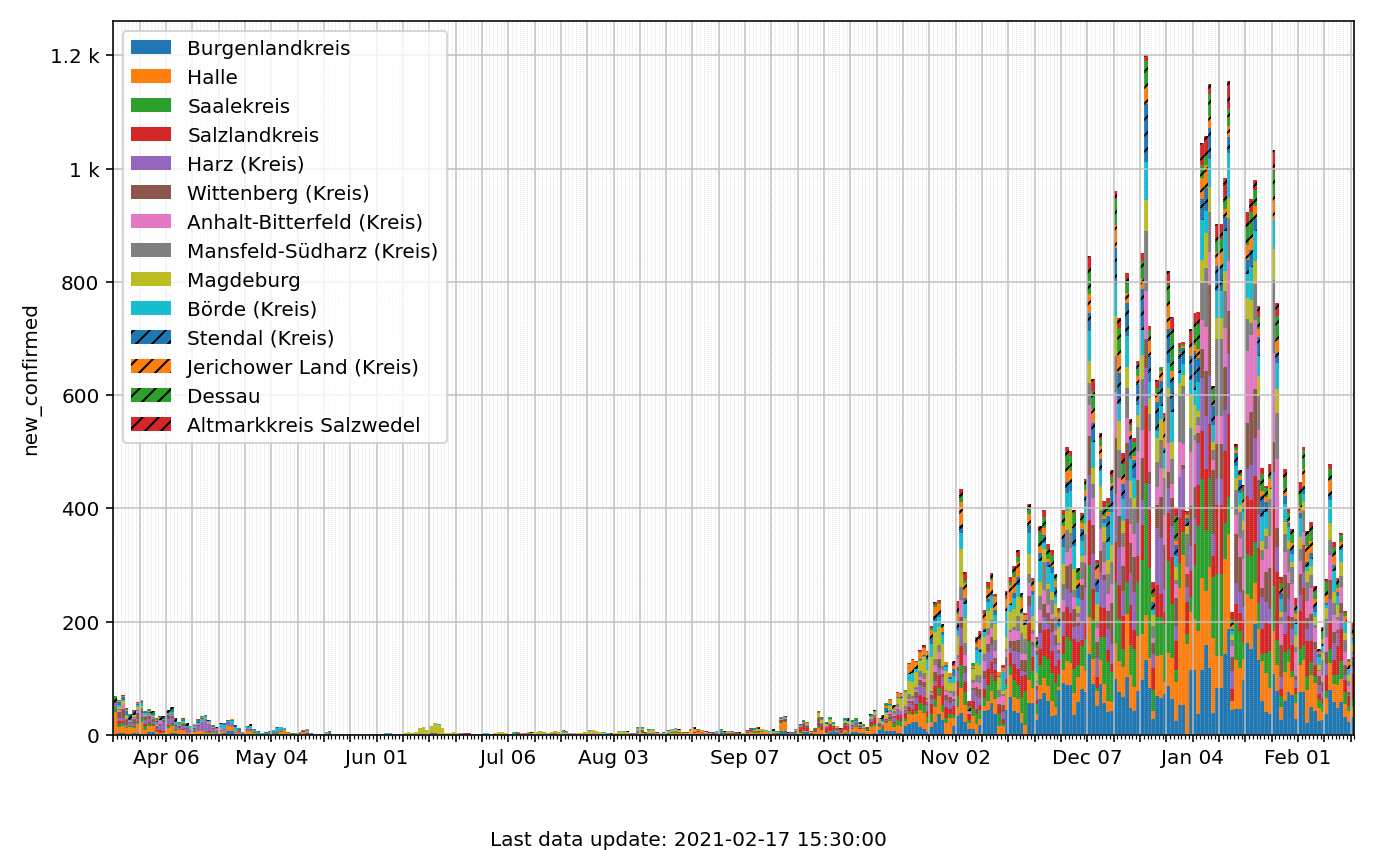 1.2 k
1 k
800
600
400
200
0
new_confirmed
Burgenlandkreis
Halle
Saalekreis
Salzlandkreis
Harz (Kreis)
Wittenberg (Kreis)
Anhalt-Bitterfeld (Kreis)
Mansfeld-Südharz (Kreis)
Magdeburg
Börde (Kreis)
Stendal (Kreis)
Jerichower Land (Kreis)
Dessau
Altmarkkreis Salzwedel
Apr 06 May 04 Jun 01 Jul 06 Aug 03 Sep 07 Oct 05 Nov 02 Dec 07 Jan 04 Feb 01
Last data update: 2021-02-17 15:30:00